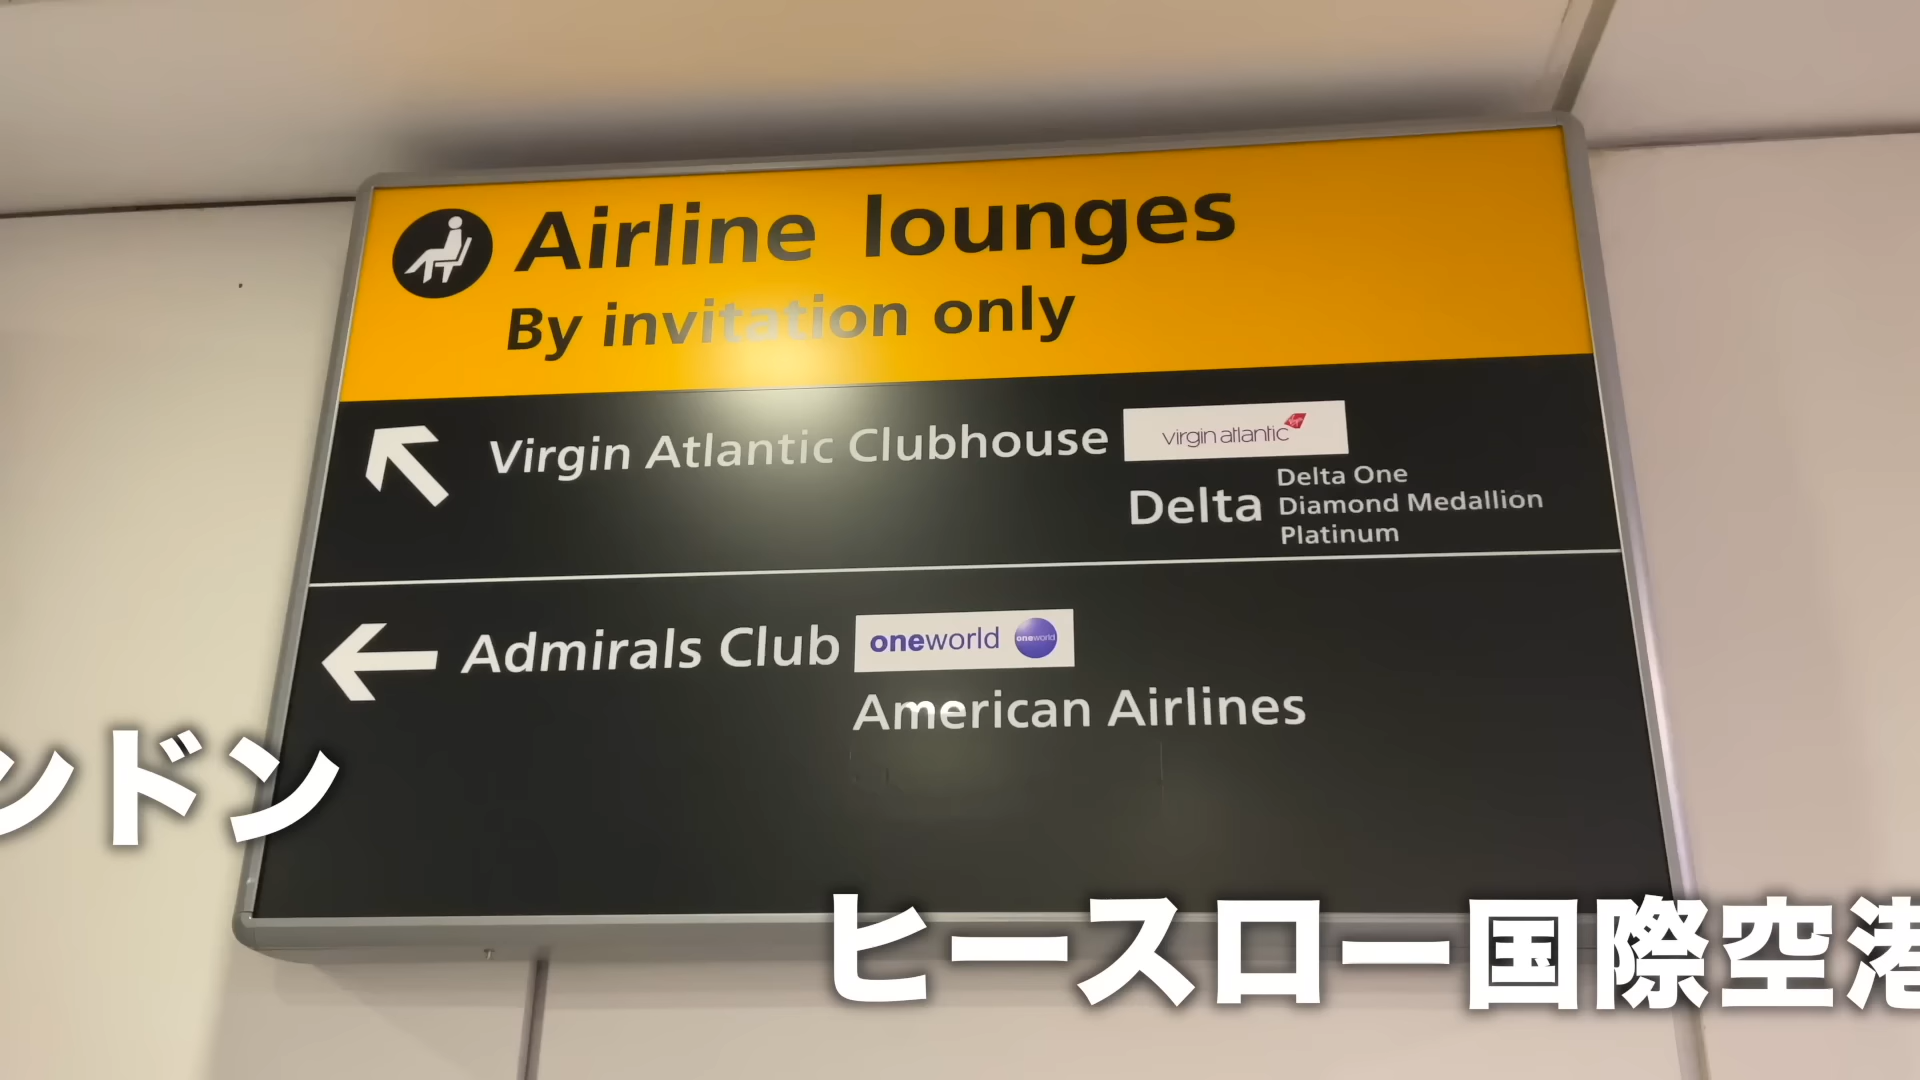 Airline lounges
By invitation only
Virgin Atlantic Clubhouse
virgin atlantic
Delta
Delta One
Diamond Medallion
Platinum
Admirals Club
oneworld
oneworld
American Airlines
ンドン
ヒースロー国際空港